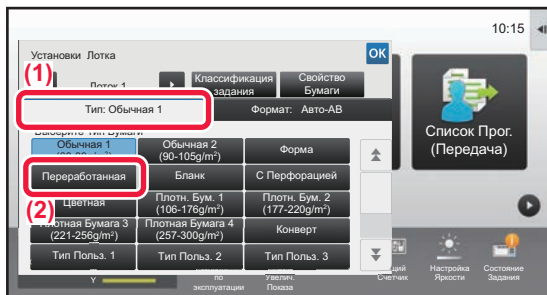 10:15
Установки Лотка
OK
(1)
Лоток 1
Классификация задания
Свойство Бумаги
Тип: Обычная 1
Формат: Авто-AB
Выберите Тип Бумаги
Обычная 1
Обычная 2
(90-105g/m²)
Форма
Переработанная
Бланк
С Перфорацией
(2)
Цветная
Плотн. Бум. 1
(106-176g/m²)
Плотн. Бум. 2
(177-220g/m²)
Плотная Бумага 3
(221-256g/m²)
Плотная Бумага 4
(257-300g/m²)
Конверт
Тип Польз. 1
Тип Польз. 2
Тип Польз. 3
Список Прог.
(Передача)
Y
по
эксплуатации
Увелич.
Показа
Счетчик
Настройка
Яркости
Состояние
Задания